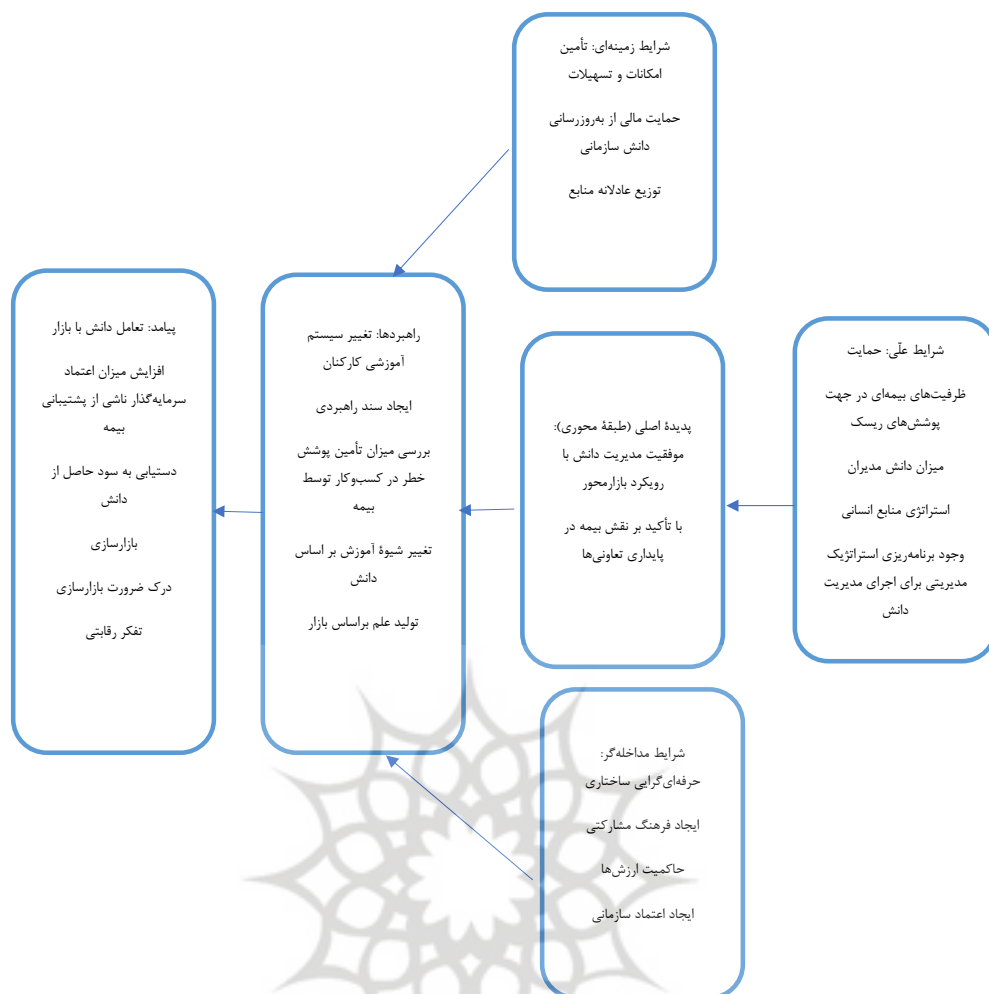 شرایط زمینه‌ای: تأمین
امکانات و تسهیلات
حمایت مالی از به‌روزرسانی
دانش سازمانی
توزیع عادلانه منابع
شرایط علّی: حمایت
ظرفیت‌های بیمه‌ای در جهت
پوشش‌های ریسک
میزان دانش مدیران
استراتژی منابع انسانی
وجود برنامه‌ریزی استراتژیک
مدیریتی برای اجرای مدیریت
دانش
پدیدهٔ اصلی (طبقهٔ محوری):
موفقیت مدیریت دانش با
رویکرد بازارمحور
با تأکید بر نقش بیمه در
پایداری تعاونی‌ها
راهبردها: تغییر سیستم
آموزشی کارکنان
ایجاد سند راهبردی
بررسی میزان تأمین پوشش
خطر در کسب‌وکار توسط
بیمه
تغییر شیوهٔ آموزش بر اساس
دانش
تولید علم براساس بازار
پیامد: تعامل دانش با بازار
افزایش میزان اعتماد
سرمایه‌گذار ناشی از پشتیبانی
بیمه
دستیابی به سود حاصل از
دانش
بازارسازی
درک ضرورت بازارسازی
تفکر رقابتی
شرایط مداخله‌گر:
حرفه‌ای‌گرایی ساختاری
ایجاد فرهنگ مشارکتی
حاکمیت ارزش‌ها
ایجاد اعتماد سازمانی